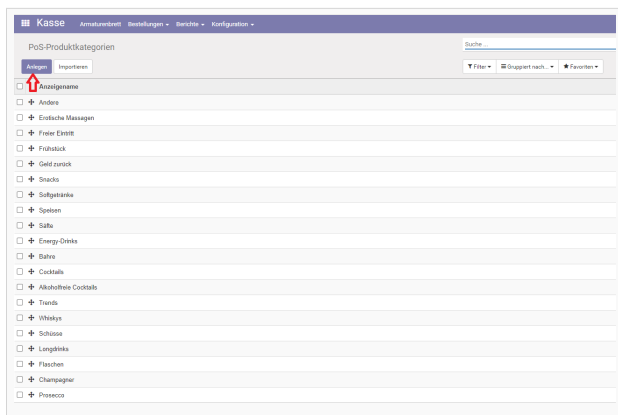 Kasse Armaturenbrett Bestellungen Berichte Konfiguration
PoS-Produktkategorien
Suche ...
Anlegen Importieren
Filter Gruppiert nach... Favoriten
Anzeigename
Andere
Erotische Massagen
Freier Eintritt
Frühstück
Geld zurück
Snacks
Softgetränke
Speisen
Säfte
Energy-Drinks
Bahre
Cocktails
Alkoholfreie Cocktails
Trends
Whiskys
Schüsse
Longdrinks
Flaschen
Champagner
Prosecco